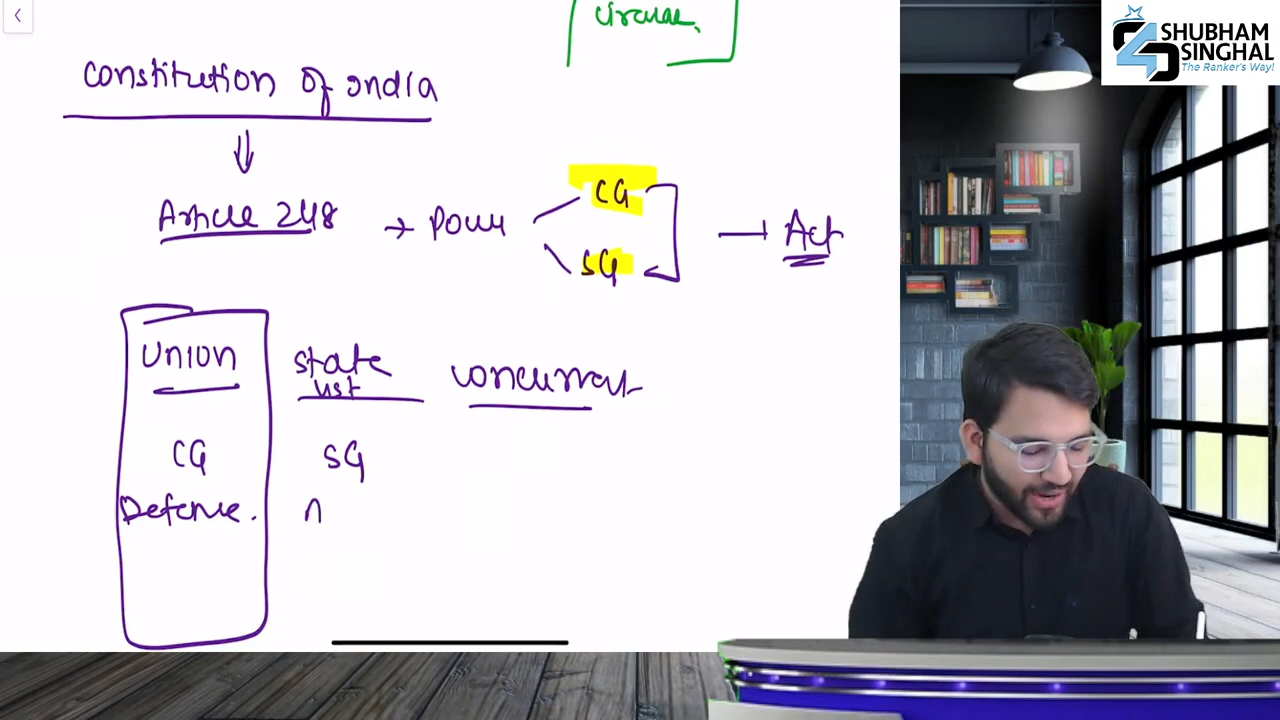 circular.
SHUBHAM
SINGHAL
The Ranker's Way!
Constitution of India
Article 248 → Power
CG
SG
Act
Union
State
list
Concurrent
CG
SG
Defense.
n